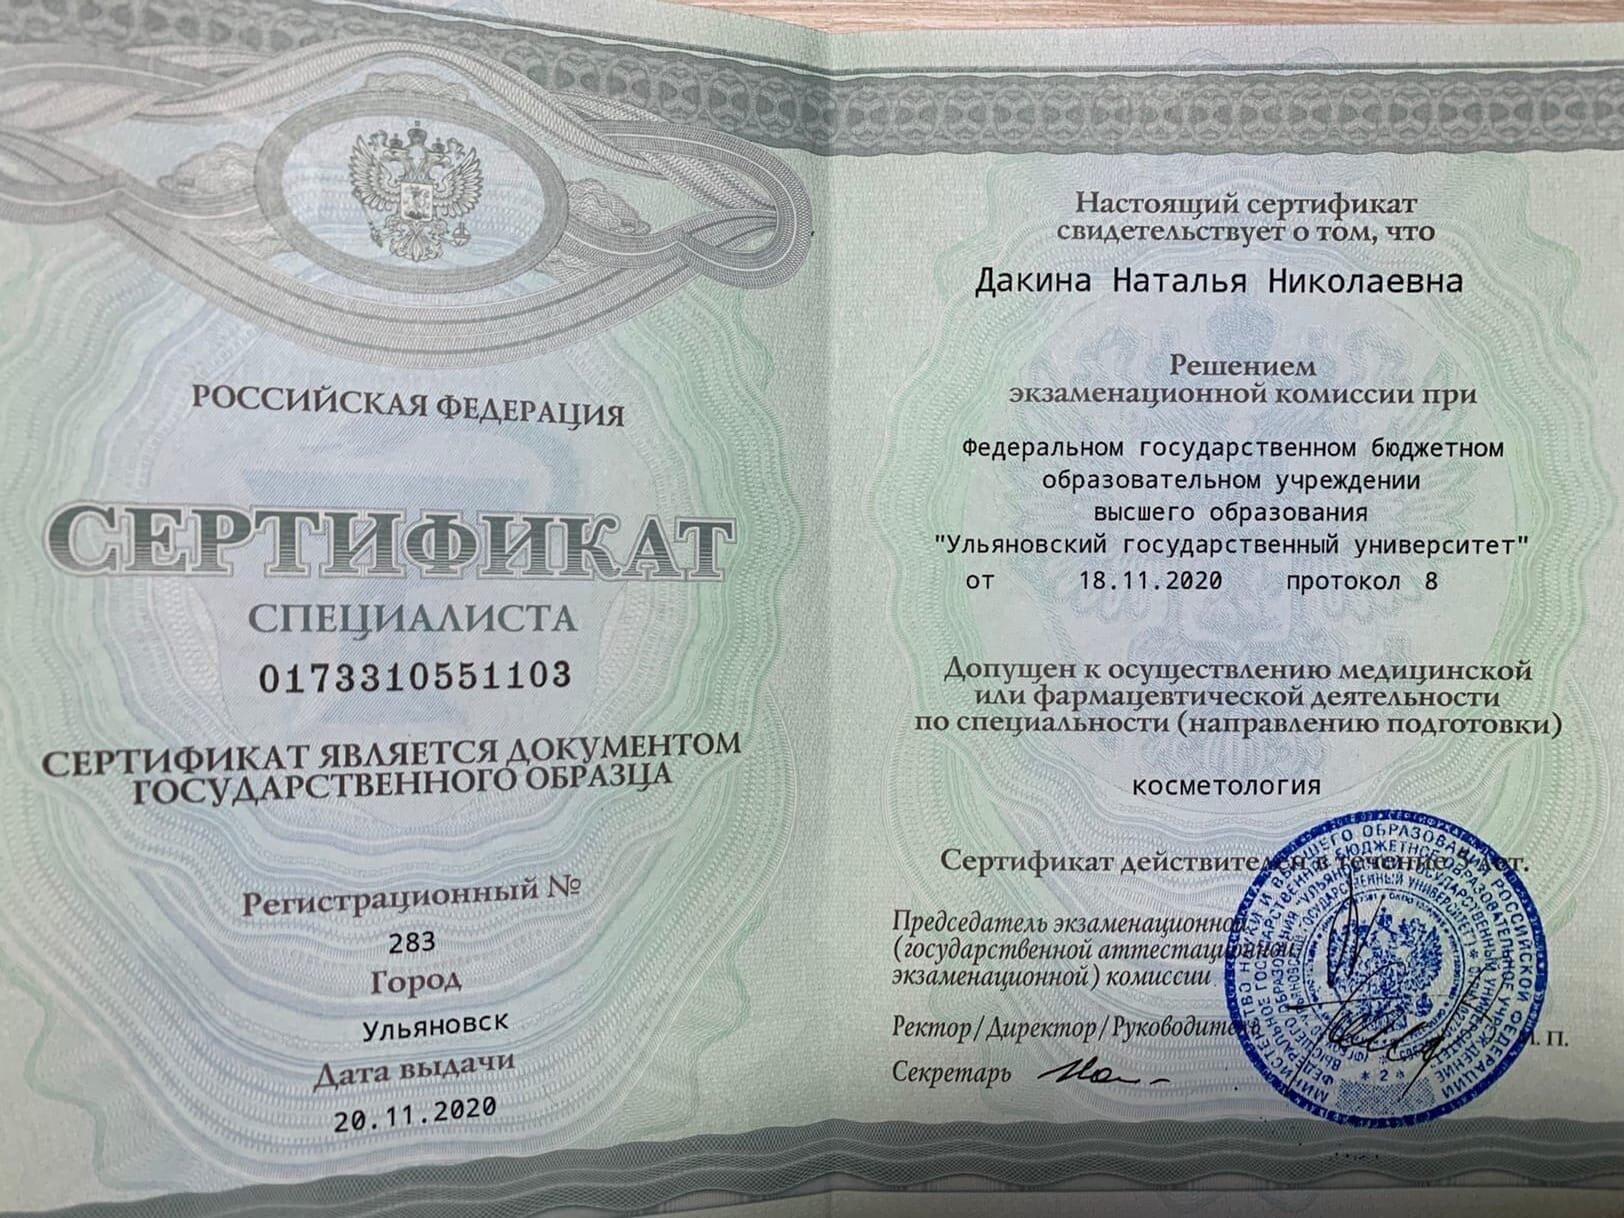 РОССИЙСКАЯ ФЕДЕРАЦИЯ
СЕРТИФИКАТ
СПЕЦИАЛИСТА
0173310551103
СЕРТИФИКАТ ЯВЛЯЕТСЯ ДОКУМЕНТОМ
ГОСУДАРСТВЕННОГО ОБРАЗЦА
Регистрационный №
283
Город
Ульяновск
Дата выдачи
20.11.2020
Настоящий сертификат
свидетельствует о том, что
Дакина Наталья Николаевна
Решением
экзаменационной комиссии при
Федеральном государственном бюджетном
образовательном учреждении
высшего образования
"Ульяновский государственный университет"
от 18.11.2020 протокол 8
Допущен к осуществлению медицинской
или фармацевтической деятельности
по специальности (направлению подготовки)
косметология
Сертификат действителен в течение 5 лет.
Председатель экзаменационной
(государственной аттестационной
экзаменационной) комиссии
Ректор/Директор/Руководитель
Секретарь
П.